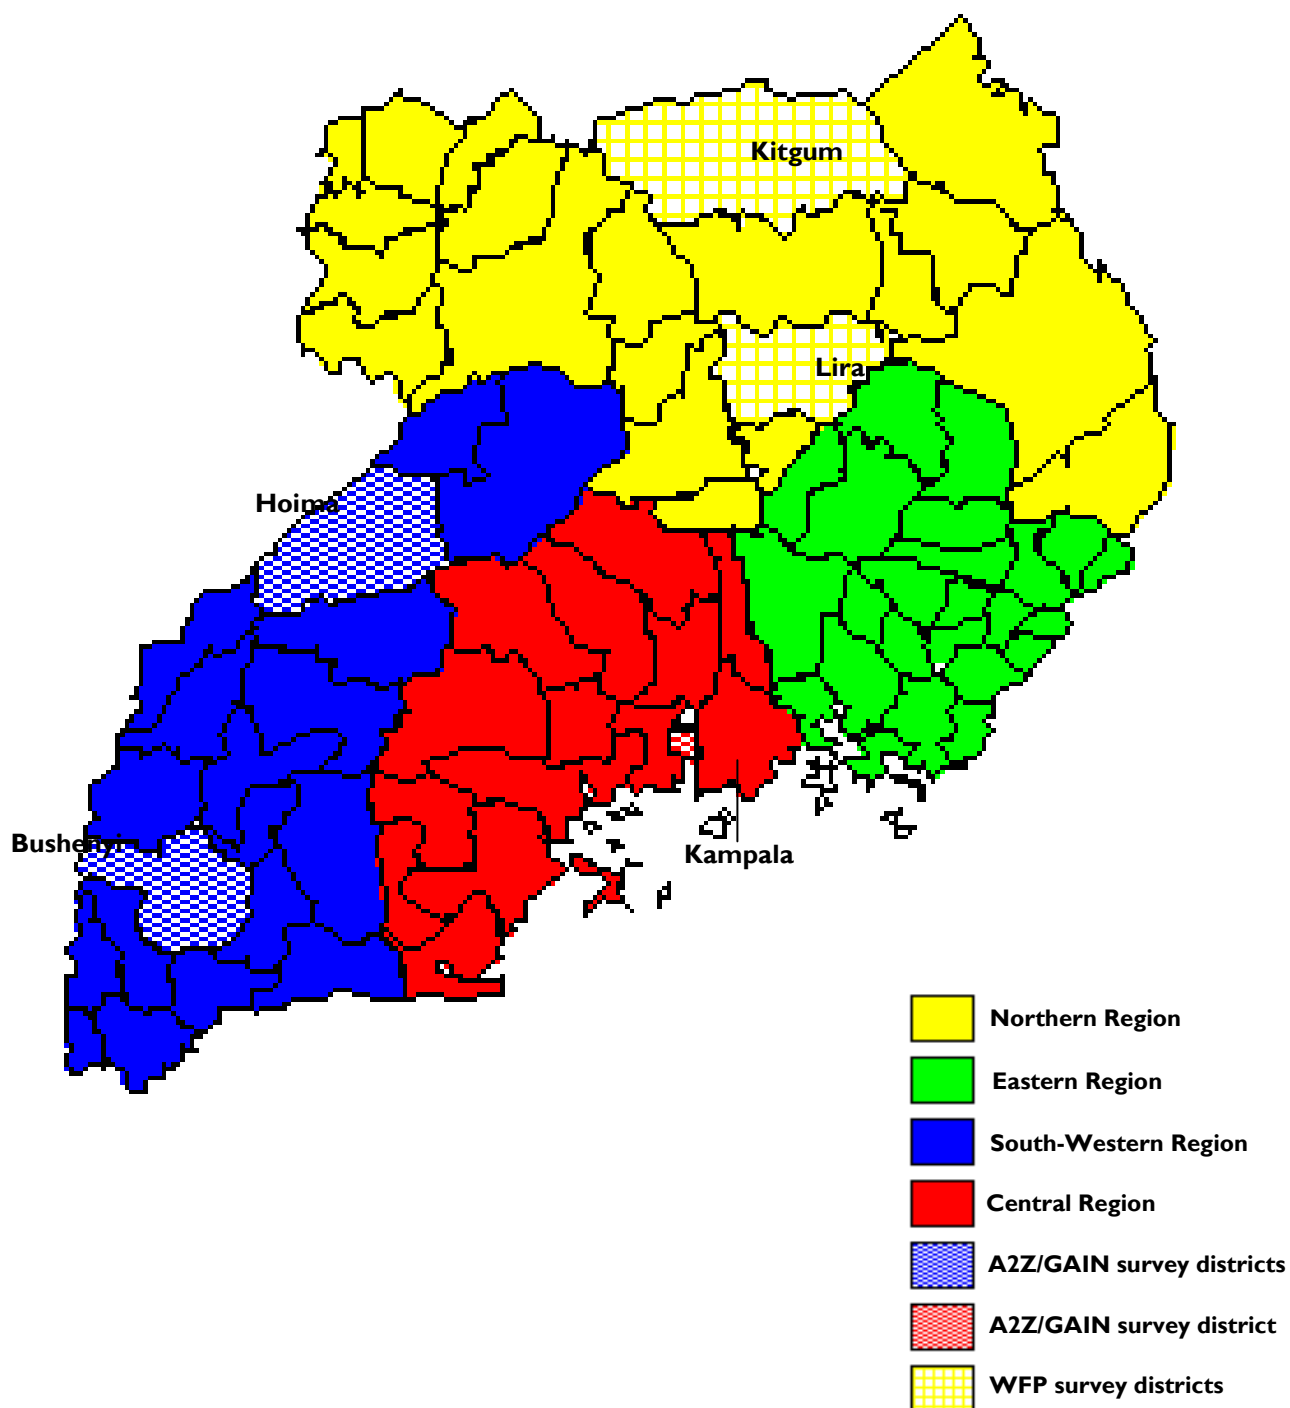 Kitgum
Lira
Hoima
Bushenyi
Kampala
Northern Region
Eastern Region
South-Western Region
Central Region
A2Z/GAIN survey districts
A2Z/GAIN survey district
WFP survey districts